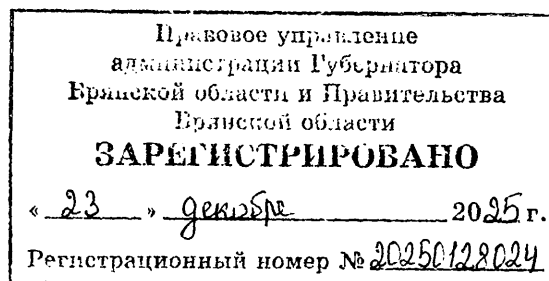 Правовое управление
администрации Губернатора
Брянской области и Правительства
Брянской области
ЗАРЕГИСТРИРОВАНО
« 23 » декабря 2025 г.
Регистрационный номер № 20250128024